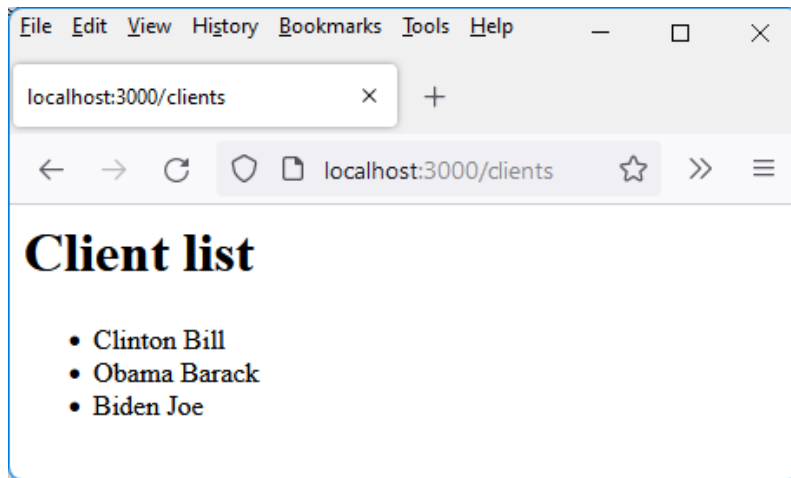 File Edit View History Bookmarks Tools Help
localhost:3000/clients
localhost:3000/clients
Client list
• Clinton Bill
• Obama Barack
• Biden Joe